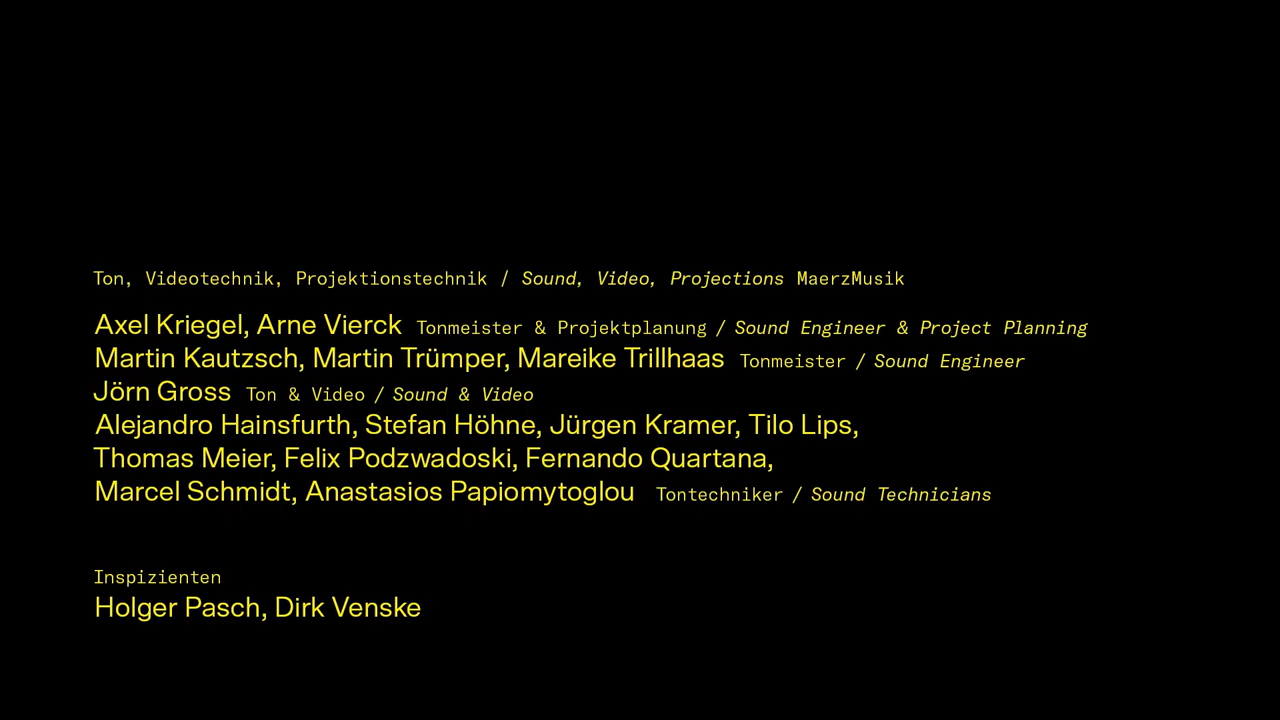 Ton, Videotechnik, Projektionstechnik / Sound, Video, Projections MaerzMusik
Axel Kriegel, Arne Vierck Tonmeister & Projektplanung / Sound Engineer & Project Planning
Martin Kautzsch, Martin Trümper, Mareike Trillhaas Tonmeister / Sound Engineer
Jörn Gross Ton & Video / Sound & Video
Alejandro Hainsfurth, Stefan Höhne, Jürgen Kramer, Tilo Lips,
Thomas Meier, Felix Podzwadoski, Fernando Quartana,
Marcel Schmidt, Anastasios Papiomytoglou Tontechniker / Sound Technicians
Inspizienten
Holger Pasch, Dirk Venske